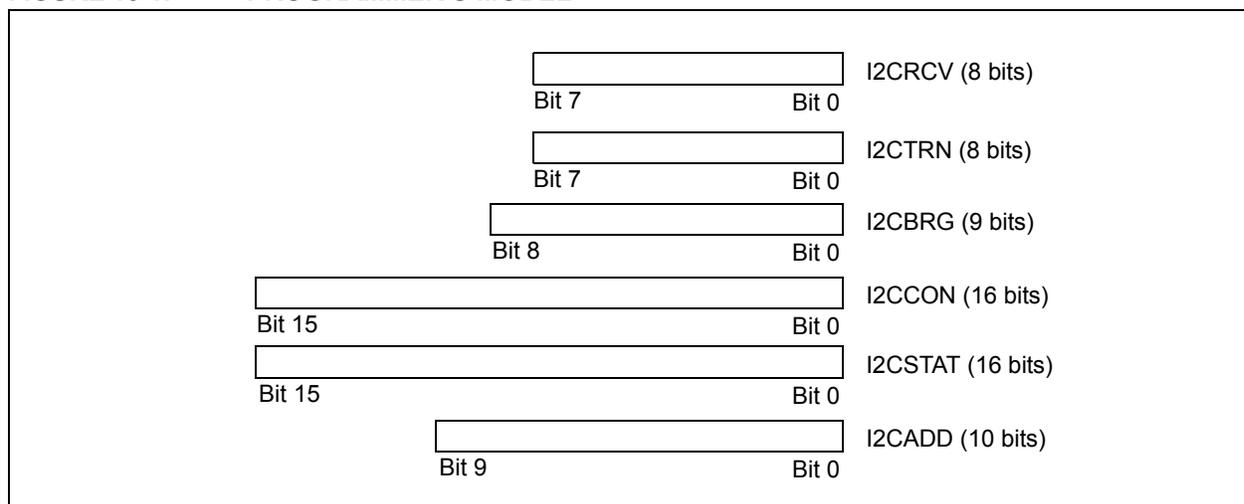 I2CRCV (8 bits)
Bit 7 Bit 0
I2CTRN (8 bits)
Bit 7 Bit 0
I2CBRG (9 bits)
Bit 8 Bit 0
I2CCON (16 bits)
Bit 15 Bit 0
I2CSTAT (16 bits)
Bit 15 Bit 0
I2CADD (10 bits)
Bit 9 Bit 0